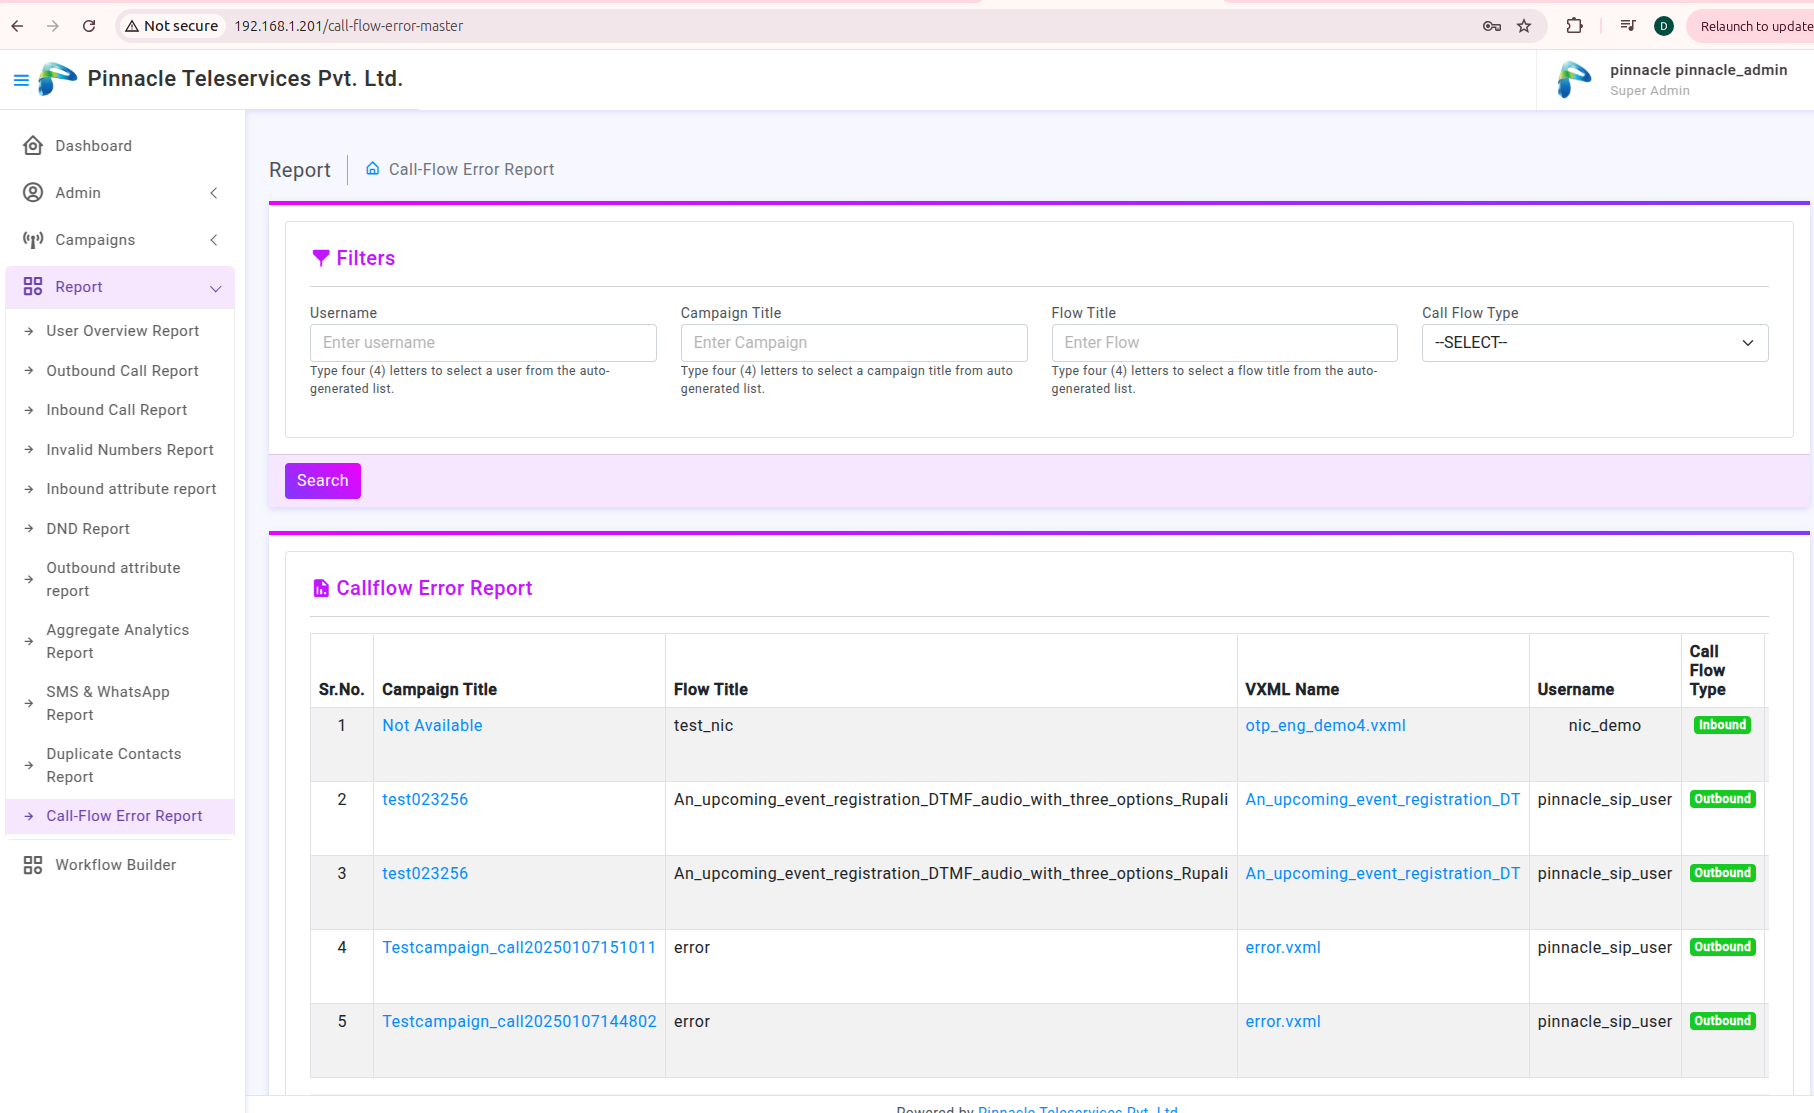 Not secure 192.168.1.201/call-flow-error-master D Relaunch to update
Pinnacle Teleservices Pvt. Ltd.
pinnacle pinnacle_admin
Super Admin
Dashboard
Admin
Campaigns
Report
User Overview Report
Outbound Call Report
Inbound Call Report
Invalid Numbers Report
Inbound attribute report
DND Report
Outbound attribute
report
Aggregate Analytics
Report
SMS & WhatsApp
Report
Duplicate Contacts
Report
Call-Flow Error Report
Workflow Builder
Report Call-Flow Error Report
Filters
Username Campaign Title Flow Title Call Flow Type
Enter username Enter Campaign Enter Flow --SELECT--
Type four (4) letters to select a user from the auto-
generated list.
Type four (4) letters to select a campaign title from auto
generated list.
Type four (4) letters to select a flow title from the auto-
generated list.
Search
Callflow Error Report
Sr.No. Campaign Title Flow Title VXML Name Username Call
Flow
Type
1 Not Available test_nic otp_eng_demo4.vxml nic_demo Inbound
2 test023256 An_upcoming_event_registration_DTMF_audio_with_three_options_Rupali An_upcoming_event_registration_DT pinnacle_sip_user Outbound
3 test023256 An_upcoming_event_registration_DTMF_audio_with_three_options_Rupali An_upcoming_event_registration_DT pinnacle_sip_user Outbound
4 Testcampaign_call20250107151011 error error.vxml pinnacle_sip_user Outbound
5 Testcampaign_call20250107144802 error error.vxml pinnacle_sip_user Outbound
Powered by Pinnacle Teleservices Pvt. Ltd